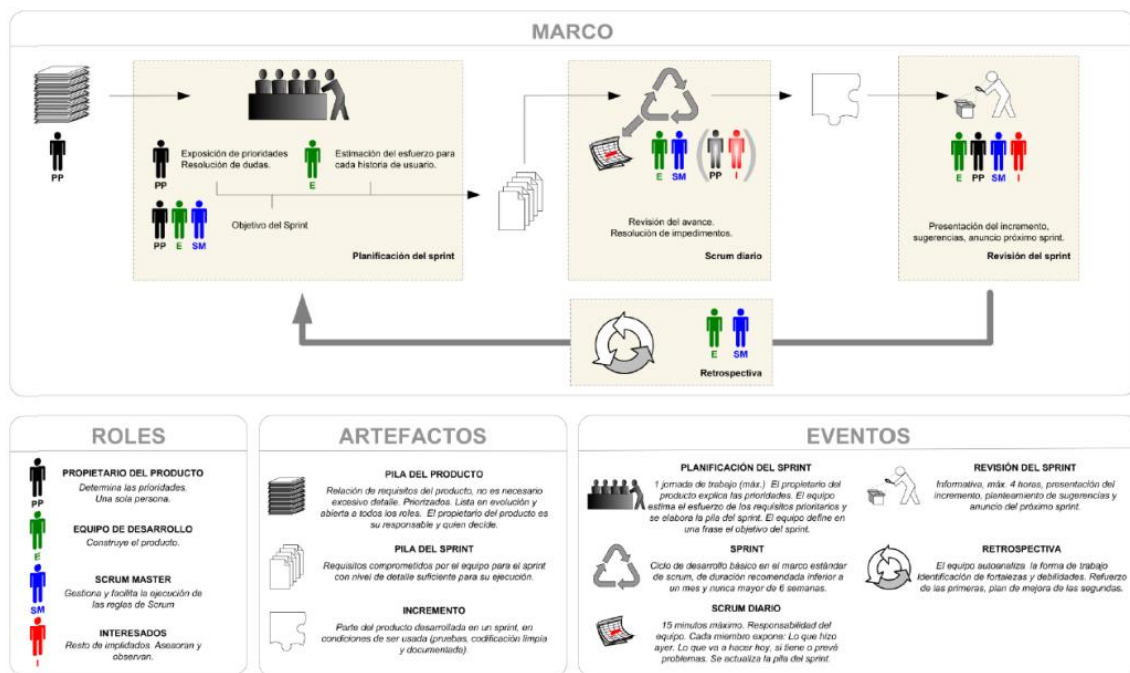 MARCO
PP
PP
Exposición de prioridades
Resolución de dudas.
E
Estimación del esfuerzo para
cada historia de usuario.
PP
E
SM
Objetivo del Sprint
Planificación del sprint
E
SM
PP
I
Revisión del avance.
Resolución de impedimentos.
Scrum diario
E
PP
SM
I
Presentación del incremento,
sugerencias, anuncio próximo sprint.
Revisión del sprint
E
SM
Retrospectiva
ROLES
PROPIETARIO DEL PRODUCTO
Determina las prioridades.
Una sola persona.
PP
EQUIPO DE DESARROLLO
Construye el producto.
E
SCRUM MASTER
Gestiona y facilita la ejecución de
las reglas de Scrum
SM
INTERESADOS
Resto de implidados. Asesoran y
observan.
I
ARTEFACTOS
PILA DEL PRODUCTO
Relación de requisitos del producto, no es necesario
excesivo detalle. Priorizados. Lista en evolución y
abierta a todos los roles. El propietario del producto es
su responsable y quien decide.
PILA DEL SPRINT
Requisitos comprometidos por el equipo para el sprint
con nivel de detalle suficiente para su ejecución.
INCREMENTO
Parte del producto desarrollada en un sprint, en
condiciones de ser usada (pruebas, codificación limpia
y documentada).
EVENTOS
PLANIFICACIÓN DEL SPRINT
1 jornada de trabajo (máx.) El propietario del
producto explica las prioridades. El equipo
estima el esfuerzo de los requisitos prioritarios y
se elabora la pila del sprint. El equipo define en
una frase el objetivo del sprint.
SPRINT
Ciclo de desarrollo básico en el marco estándar
de scrum, de duración recomendada inferior a
un mes y nunca mayor de 6 semanas.
SCRUM DIARIO
15 minutos máximo. Responsabilidad del
equipo. Cada miembro expone: Lo que hizo
ayer. Lo que va a hacer hoy, si tiene o prevé
problemas. Se actualiza la pila del sprint.
REVISIÓN DEL SPRINT
Informativa, máx. 4 horas, presentación del
incremento, planteamiento de sugerencias y
anuncio del próximo sprint.
RETROSPECTIVA
El equipo autoanaliza la forma de trabajo
Identificación de fortalezas y debilidades. Refuerzo
de las primeras, plan de mejora de las segundas.